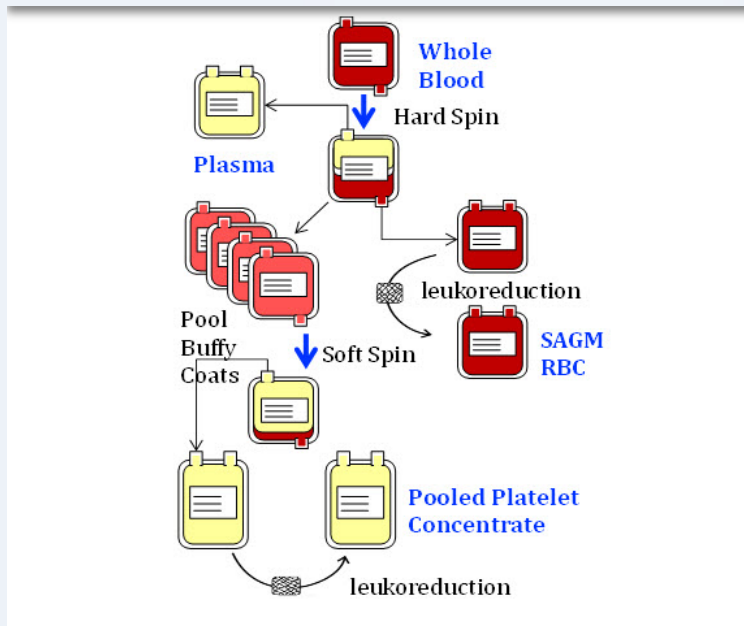 Whole
Blood
Hard Spin
Plasma
leukoreduction
Pool
Buffy
Coats
Soft Spin
SAGM
RBC
Pooled Platelet
Concentrate
leukoreduction